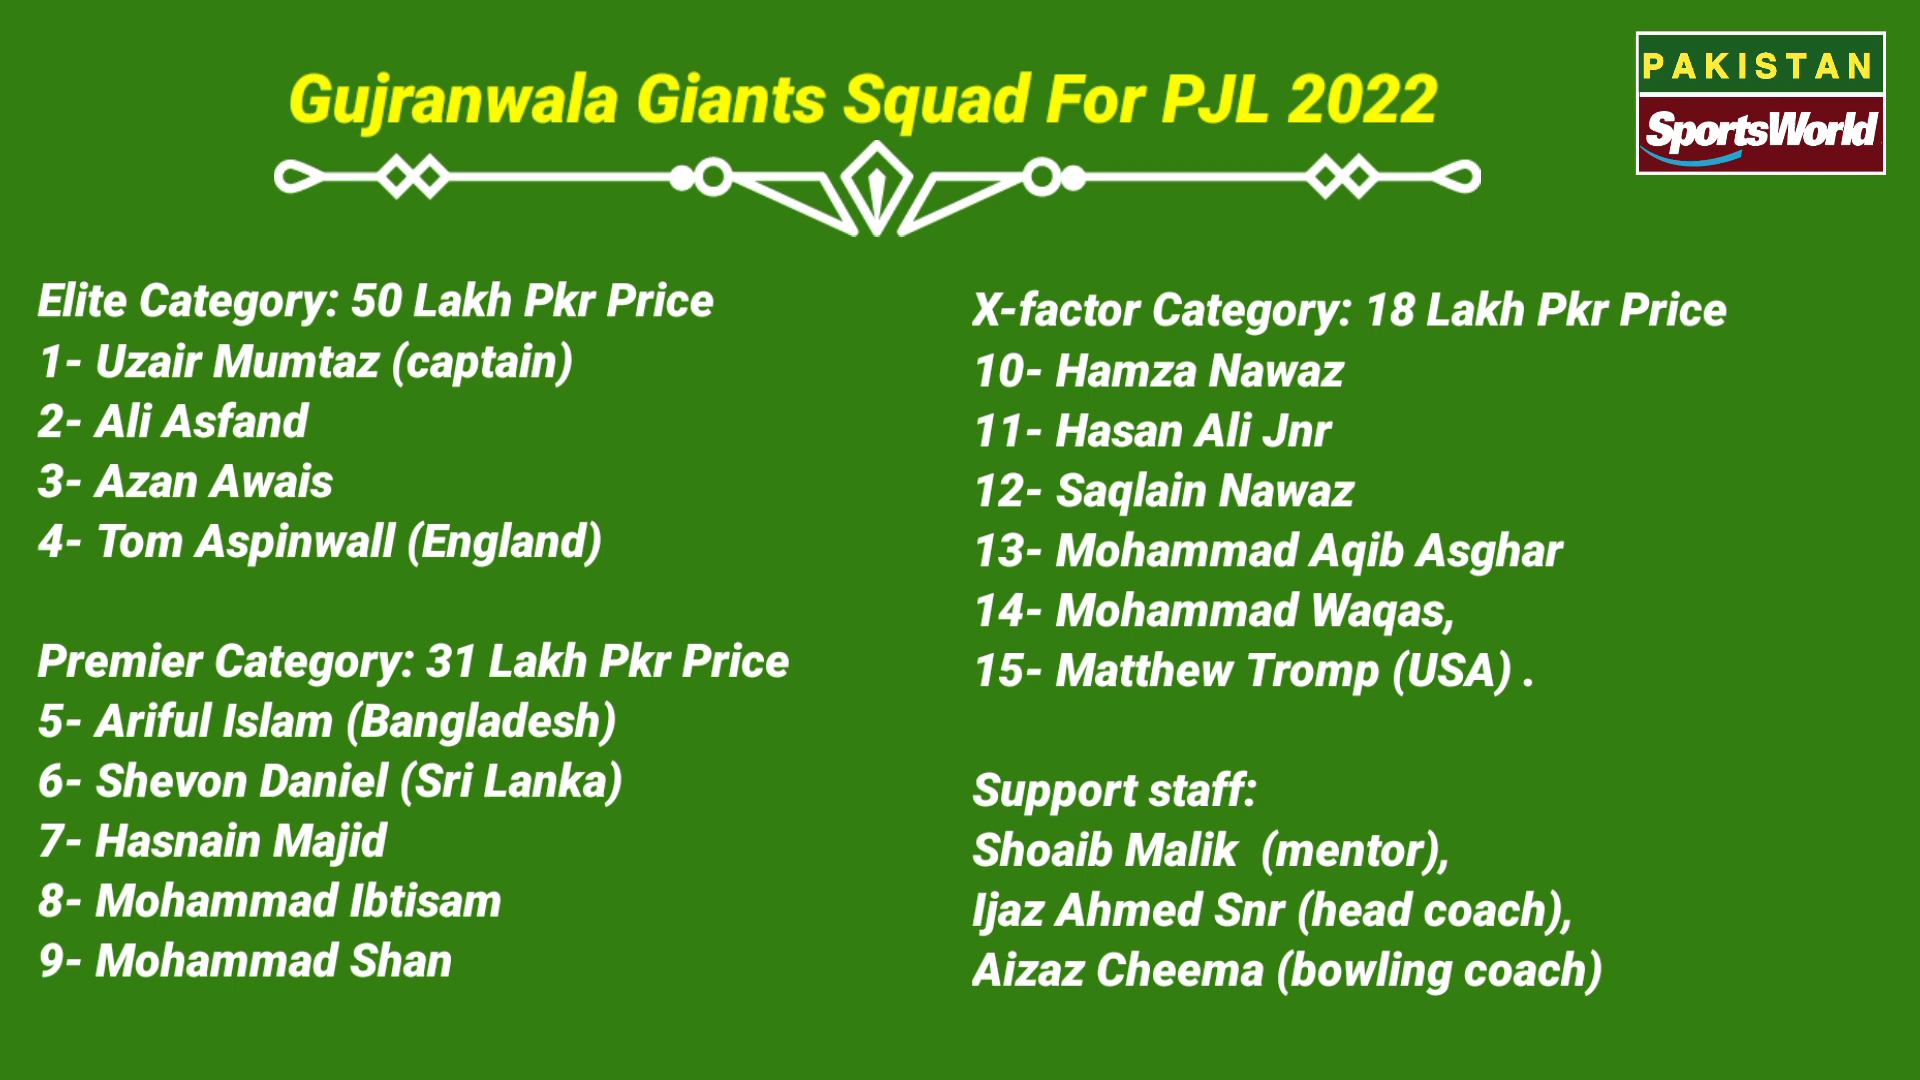 Gujranwala Giants Squad For PJL 2022
PAKISTAN
SportsWorld
Elite Category: 50 Lakh Pkr Price
1- Uzair Mumtaz (captain)
2- Ali Asfand
3- Azan Awais
4- Tom Aspinwall (England)
Premier Category: 31 Lakh Pkr Price
5- Ariful Islam (Bangladesh)
6- Shevon Daniel (Sri Lanka)
7- Hasnain Majid
8- Mohammad Ibtisam
9- Mohammad Shan
X-factor Category: 18 Lakh Pkr Price
10- Hamza Nawaz
11- Hasan Ali Jnr
12- Saqlain Nawaz
13- Mohammad Aqib Asghar
14- Mohammad Waqas,
15- Matthew Tromp (USA) .
Support staff:
Shoaib Malik  (mentor),
Ijaz Ahmed Snr (head coach),
Aizaz Cheema (bowling coach)